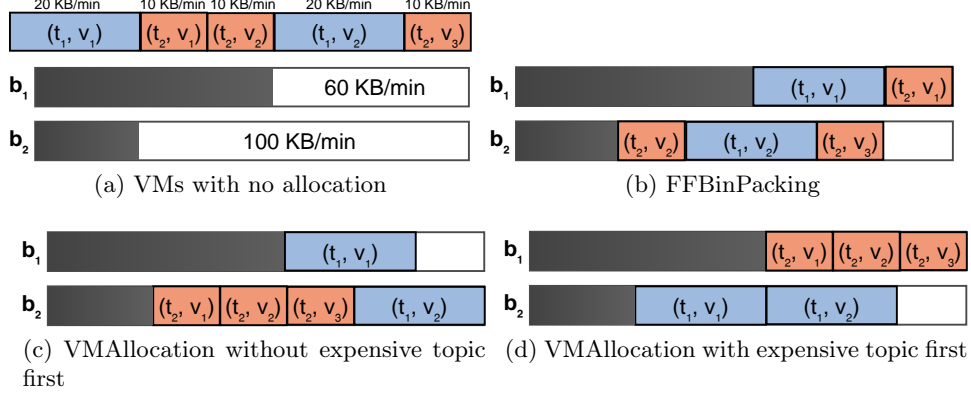 20 KB/min 10 KB/min 10 KB/min 20 KB/min 10 KB/min
(t₁, v₁) (t₂, v₁) (t₂, v₂) (t₁, v₂) (t₂, v₃)
b₁ 60 KB/min
b₂ 100 KB/min
(a) VMs with no allocation
b₁ (t₁, v₁) (t₂, v₁)
b₂ (t₂, v₂) (t₁, v₂) (t₂, v₃)
(b) FFBinPacking
b₁ (t₁, v₁)
b₂ (t₂, v₁) (t₂, v₂) (t₂, v₃) (t₁, v₂)
(c) VMAllocation without expensive topic
first
b₁ (t₂, v₁) (t₂, v₂) (t₂, v₃)
b₂ (t₁, v₁) (t₁, v₂)
(d) VMAllocation with expensive topic first